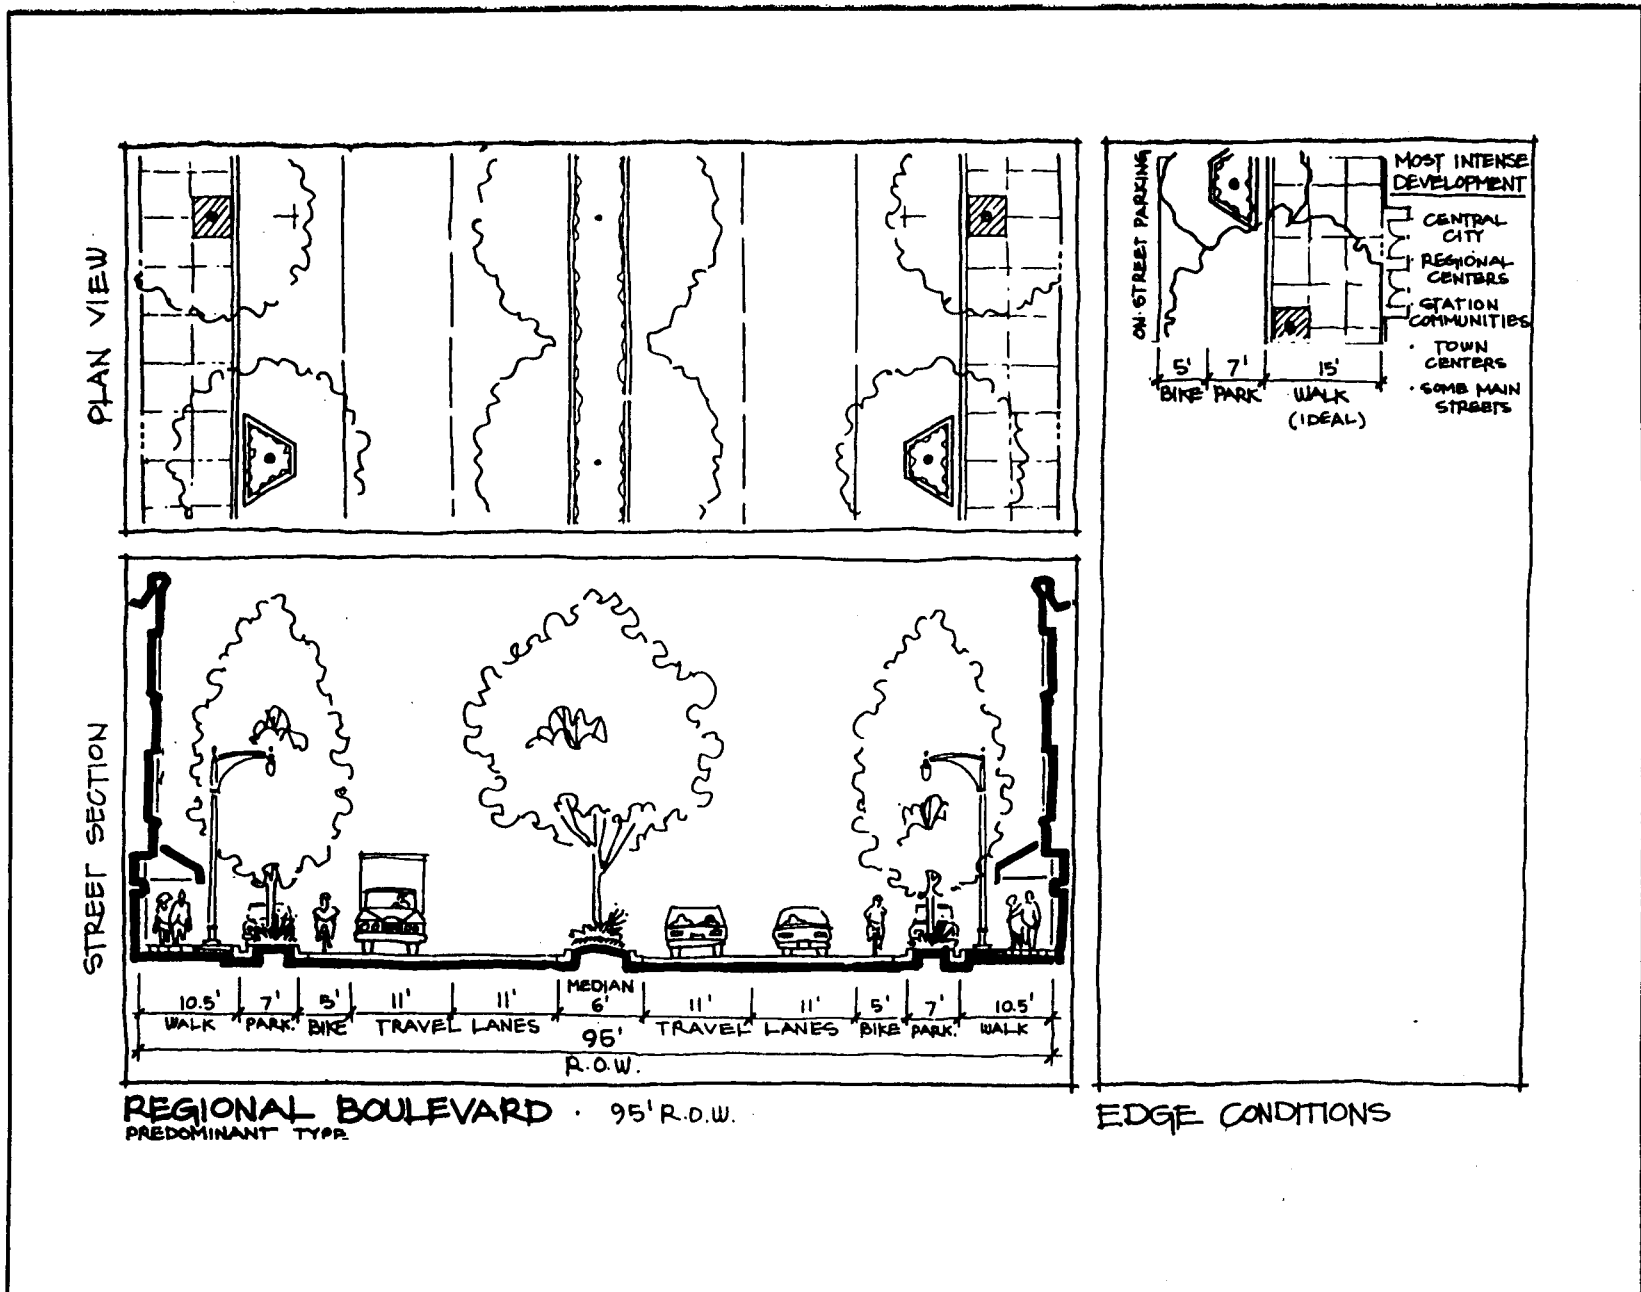 PLAN VIEW
ON-STREET PARKING
MOST INTENSE
DEVELOPMENT
CENTRAL
CITY
· REGIONAL
CENTERS
· STATION
COMMUNITIES
· TOWN
CENTERS
· SOME MAIN
STREETS
5' 7' 15'
BIKE PARK WALK
(IDEAL)
STREET SECTION
MEDIAN
10.5' 7' 5' 11' 11' 6' 11' 11' 5' 7' 10.5'
WALK PARK. BIKE TRAVEL LANES TRAVEL LANES BIKE PARK. WALK
95'
R.O.W.
REGIONAL BOULEVARD · 95' R.O.W.
PREDOMINANT TYPE
EDGE CONDITIONS